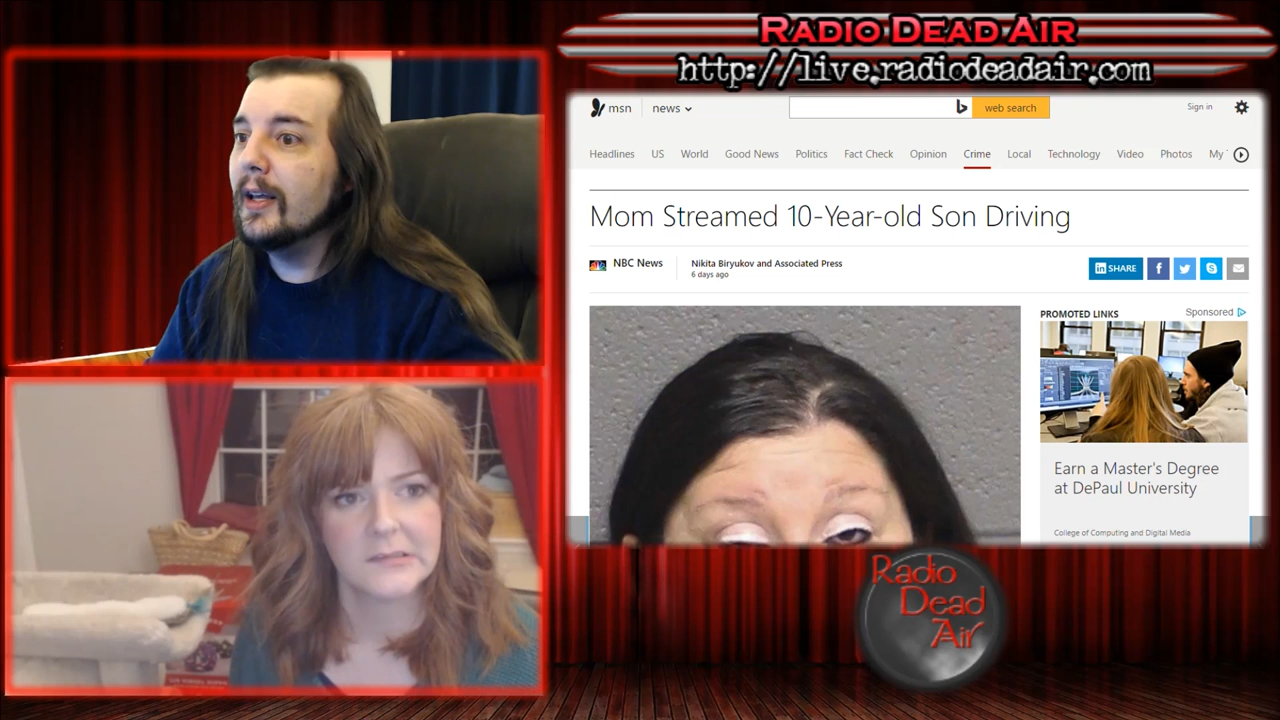 Radio Dead Air
http://live.radiodeadair.com
msn news web search Sign in
Headlines US World Good News Politics Fact Check Opinion Crime Local Technology Video Photos My
Mom Streamed 10-Year-old Son Driving
NBC News
Nikita Biryukov and Associated Press
6 days ago
in SHARE
PROMOTED LINKS Sponsored
Earn a Master's Degree
at DePaul University
College of Computing and Digital Media
Radio
Dead
Air